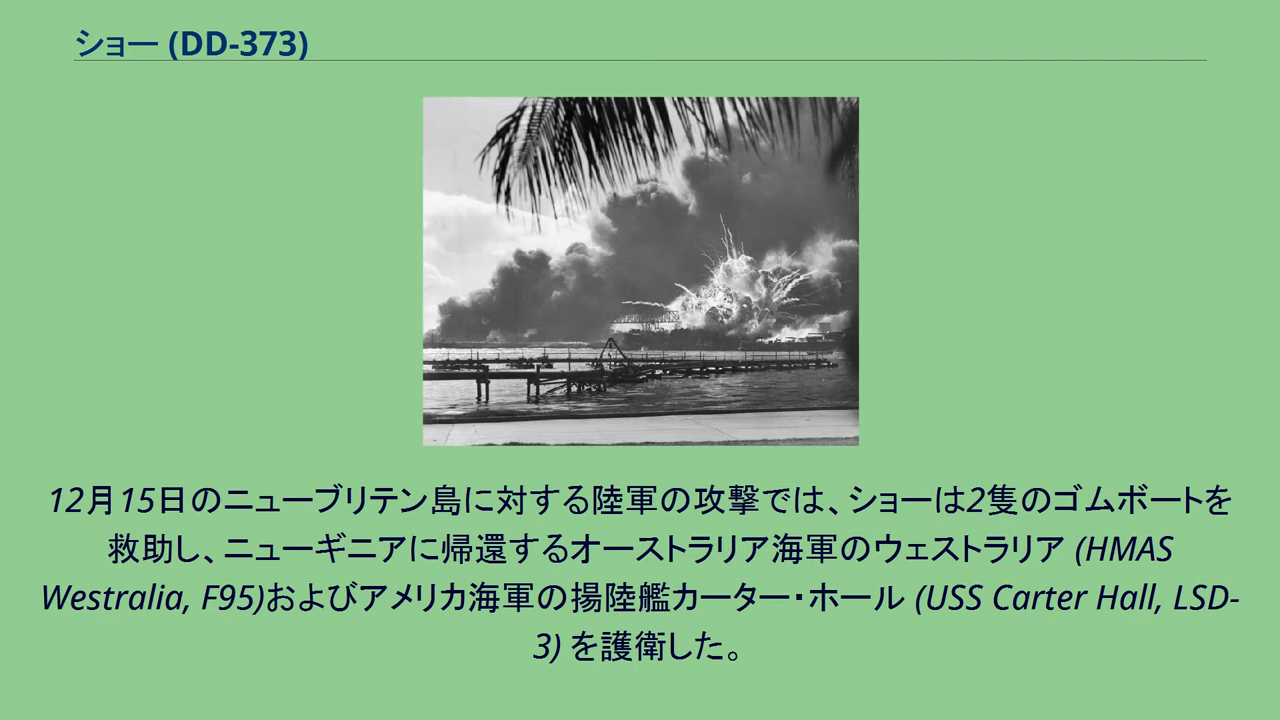 ショー (DD-373)
12月15日のニューブリテン島に対する陸軍の攻撃では、ショーは2隻のゴムボートを
救助し、ニューギニアに帰還するオーストラリア海軍のウェストラリア (HMAS
Westralia, F95)およびアメリカ海軍の揚陸艦カーター・ホール (USS Carter Hall, LSD-
3) を護衛した。